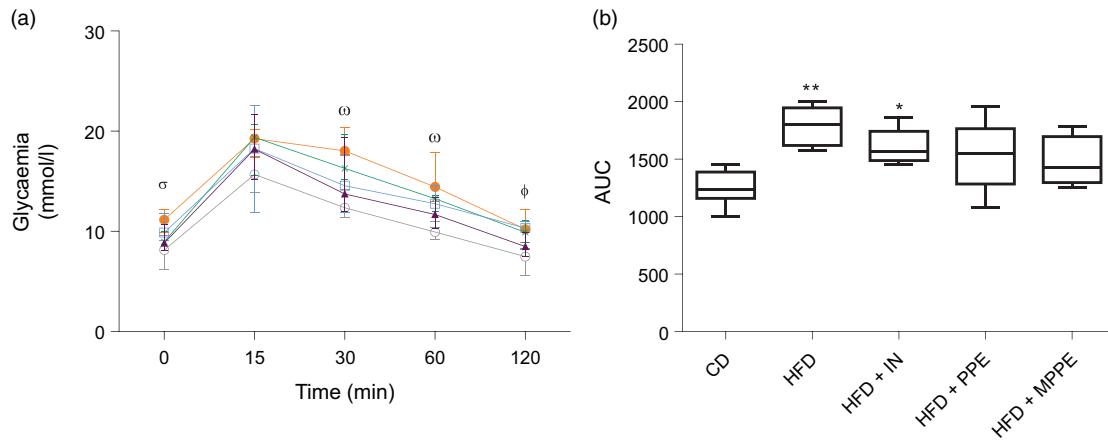 (a)
30
20
10
0
Glycaemia
(mmol/l)
σ
ω
ω
ϕ
0 15 30 60 120
Time (min)
(b)
2500
2000
1500
1000
500
0
AUC
**
*
CD
HFD
HFD + IN
HFD + PPE
HFD + MPPE